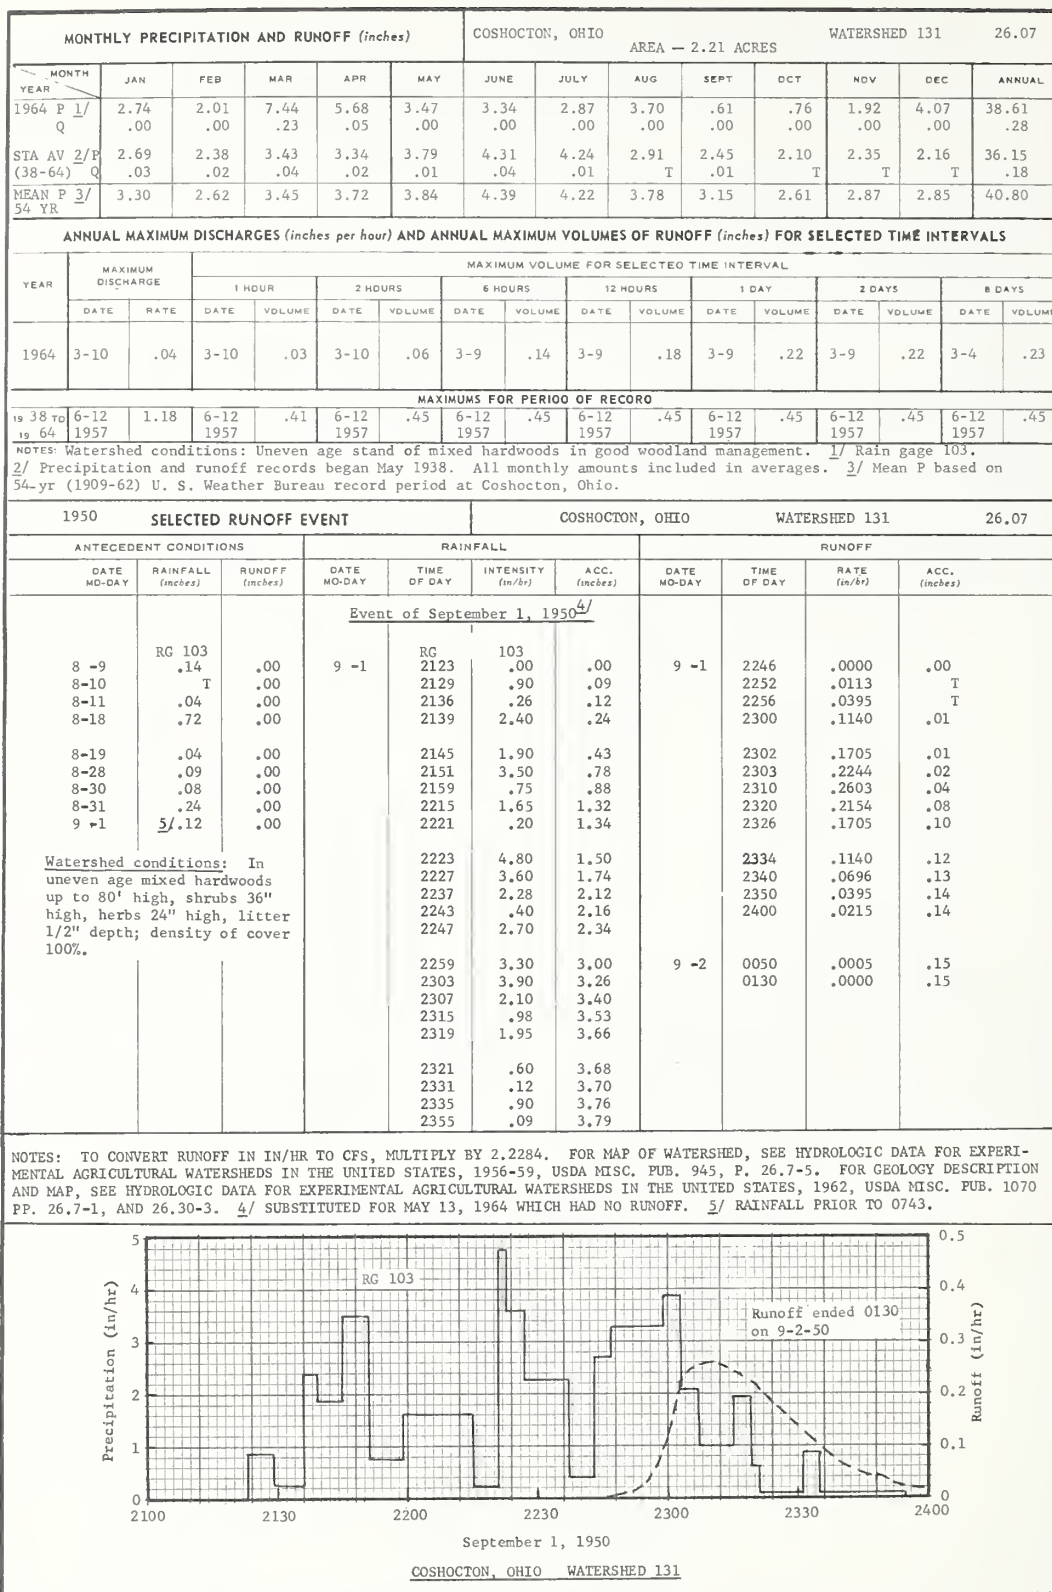 MONTHLY PRECIPITATION AND RUNOFF (inches) COSHOCTON, OHIO AREA — 2.21 ACRES WATERSHED 131 26.07
MONTH YEAR JAN FEB MAR APR MAY JUNE JULY AUG SEPT OCT NOV DEC ANNUAL
1964 P 1/ 2.74 2.01 7.44 5.68 3.47 3.34 2.87 3.70 .61 .76 1.92 4.07 38.61
Q .00 .00 .23 .05 .00 .00 .00 .00 .00 .00 .00 .00 .28
STA AV 2/P 2.69 2.38 3.43 3.34 3.79 4.31 4.24 2.91 2.45 2.10 2.35 2.16 36.15
(38-64) Q .03 .02 .04 .02 .01 .04 .01 T .01 T T T .18
MEAN P 3/ 3.30 2.62 3.45 3.72 3.84 4.39 4.22 3.78 3.15 2.61 2.87 2.85 40.80
54 YR
ANNUAL MAXIMUM DISCHARGES (inches per hour) AND ANNUAL MAXIMUM VOLUMES OF RUNOFF (inches) FOR SELECTED TIME INTERVALS
YEAR MAXIMUM DISCHARGE MAXIMUM VOLUME FOR SELECTED TIME INTERVAL
1 HOUR 2 HOURS 6 HOURS 12 HOURS 1 DAY 2 DAYS 8 DAYS
DATE RATE DATE VOLUME DATE VOLUME DATE VOLUME DATE VOLUME DATE VOLUME DATE VOLUME DATE VOLUME
1964 3-10 .04 3-10 .03 3-10 .06 3-9 .14 3-9 .18 3-9 .22 3-9 .22 3-4 .23
MAXIMUMS FOR PERIOD OF RECORD
19 38 TO 6-12 1.18 6-12 .41 6-12 .45 6-12 .45 6-12 .45 6-12 .45 6-12 .45 6-12 .45
19 64 1957 1957 1957 1957 1957 1957 1957 1957
NOTES: Watershed conditions: Uneven age stand of mixed hardwoods in good woodland management. 1/ Rain gage 103.
2/ Precipitation and runoff records began May 1938. All monthly amounts included in averages. 3/ Mean P based on
54-yr (1909-62) U. S. Weather Bureau record period at Coshocton, Ohio.
1950 SELECTED RUNOFF EVENT COSHOCTON, OHIO WATERSHED 131 26.07
ANTECEDENT CONDITIONS RAINFALL RUNOFF
DATE RAINFALL RUNOFF DATE TIME INTENSITY ACC. DATE TIME RATE ACC.
MO-DAY (inches) (inches) MO-DAY OF DAY (in/hr) (inches) MO-DAY OF DAY (in/hr) (inches)
Event of September 1, 1950 4/
RG 103 RG 103
8 -9 .14 .00 9 -1 2123 .00 .00 9 -1 2246 .0000 .00
8-10 T .00 2129 .90 .09 2252 .0113 T
8-11 .04 .00 2136 .26 .12 2256 .0395 T
8-18 .72 .00 2139 2.40 .24 2300 .1140 .01
8-19 .04 .00 2145 1.90 .43 2302 .1705 .01
8-28 .09 .00 2151 3.50 .78 2303 .2244 .02
8-30 .08 .00 2159 .75 .88 2310 .2603 .04
8-31 .24 .00 2215 1.65 1.32 2320 .2154 .08
9 -1 5/.12 .00 2221 .20 1.34 2326 .1705 .10
Watershed conditions: In 2223 4.80 1.50 2334 .1140 .12
uneven age mixed hardwoods 2227 3.60 1.74 2340 .0696 .13
up to 80' high, shrubs 36" 2237 2.28 2.12 2350 .0395 .14
high, herbs 24" high, litter 2243 .40 2.16 2400 .0215 .14
1/2" depth; density of cover 2247 2.70 2.34
100%.
2259 3.30 3.00 9 -2 0050 .0005 .15
2303 3.90 3.26 0130 .0000 .15
2307 2.10 3.40
2315 .98 3.53
2319 1.95 3.66
2321 .60 3.68
2331 .12 3.70
2335 .90 3.76
2355 .09 3.79
NOTES: TO CONVERT RUNOFF IN IN/HR TO CFS, MULTIPLY BY 2.2284. FOR MAP OF WATERSHED, SEE HYDROLOGIC DATA FOR EXPERI-
MENTAL AGRICULTURAL WATERSHEDS IN THE UNITED STATES, 1956-59, USDA MISC. PUB. 945, P. 26.7-5. FOR GEOLOGY DESCRIPTION
AND MAP, SEE HYDROLOGIC DATA FOR EXPERIMENTAL AGRICULTURAL WATERSHEDS IN THE UNITED STATES, 1962, USDA MISC. PUB. 1070
PP. 26.7-1, AND 26.30-3. 4/ SUBSTITUTED FOR MAY 13, 1964 WHICH HAD NO RUNOFF. 5/ RAINFALL PRIOR TO 0743.
5 0.5
RG 103
4 0.4
Runoff ended 0130
on 9-2-50
3 0.3
2 0.2
1 0.1
0 0
Precipitation (in/hr)
Runoff (in/hr)
2100 2130 2200 2230 2300 2330 2400
September 1, 1950
COSHOCTON, OHIO WATERSHED 131